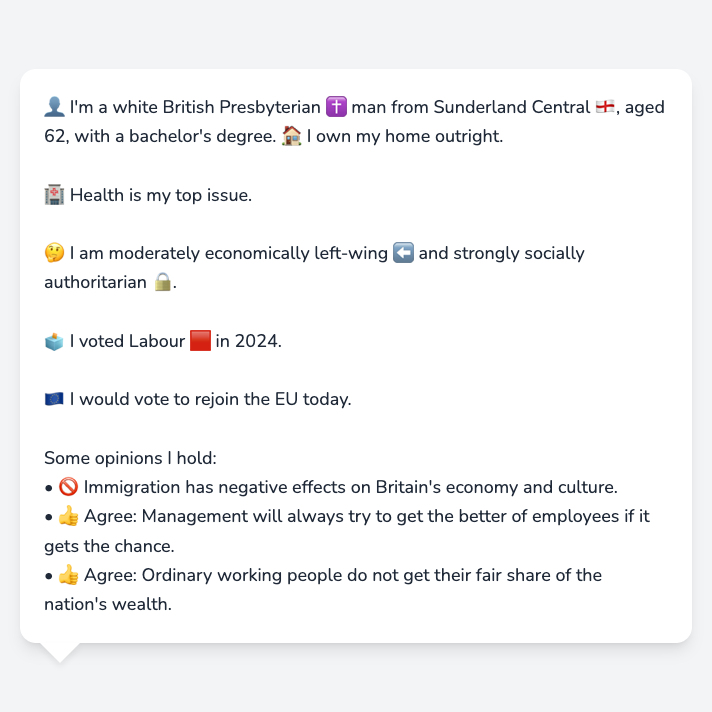 👤 I'm a white British Presbyterian ✝️ man from Sunderland Central 🏴󠁧󠁢󠁥󠁮󠁧󠁿, aged
62, with a bachelor's degree. 🏠 I own my home outright.
🏥 Health is my top issue.
🤔 I am moderately economically left-wing ⬅️ and strongly socially
authoritarian 🔒.
🗳️ I voted Labour 🟥 in 2024.
🇪🇺 I would vote to rejoin the EU today.
Some opinions I hold:
• 🚫 Immigration has negative effects on Britain's economy and culture.
• 👍 Agree: Management will always try to get the better of employees if it
gets the chance.
• 👍 Agree: Ordinary working people do not get their fair share of the
nation's wealth.